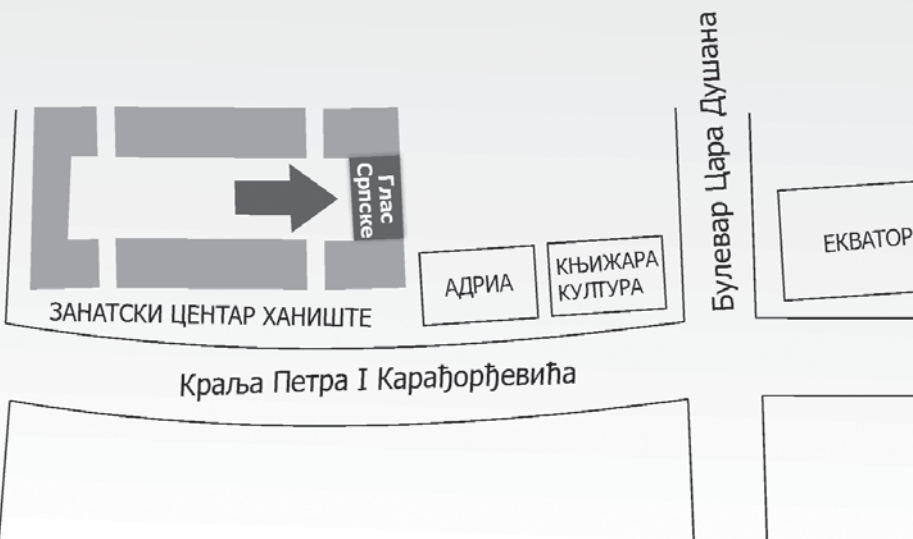 Булевар Цара Душана
Глас
Српске
ЕКВАТОР
КЊИЖАРА
КУЛТУРА
АДРИА
ЗАНАТСКИ ЦЕНТАР ХАНИШТЕ
Краља Петра I Карађорђевића